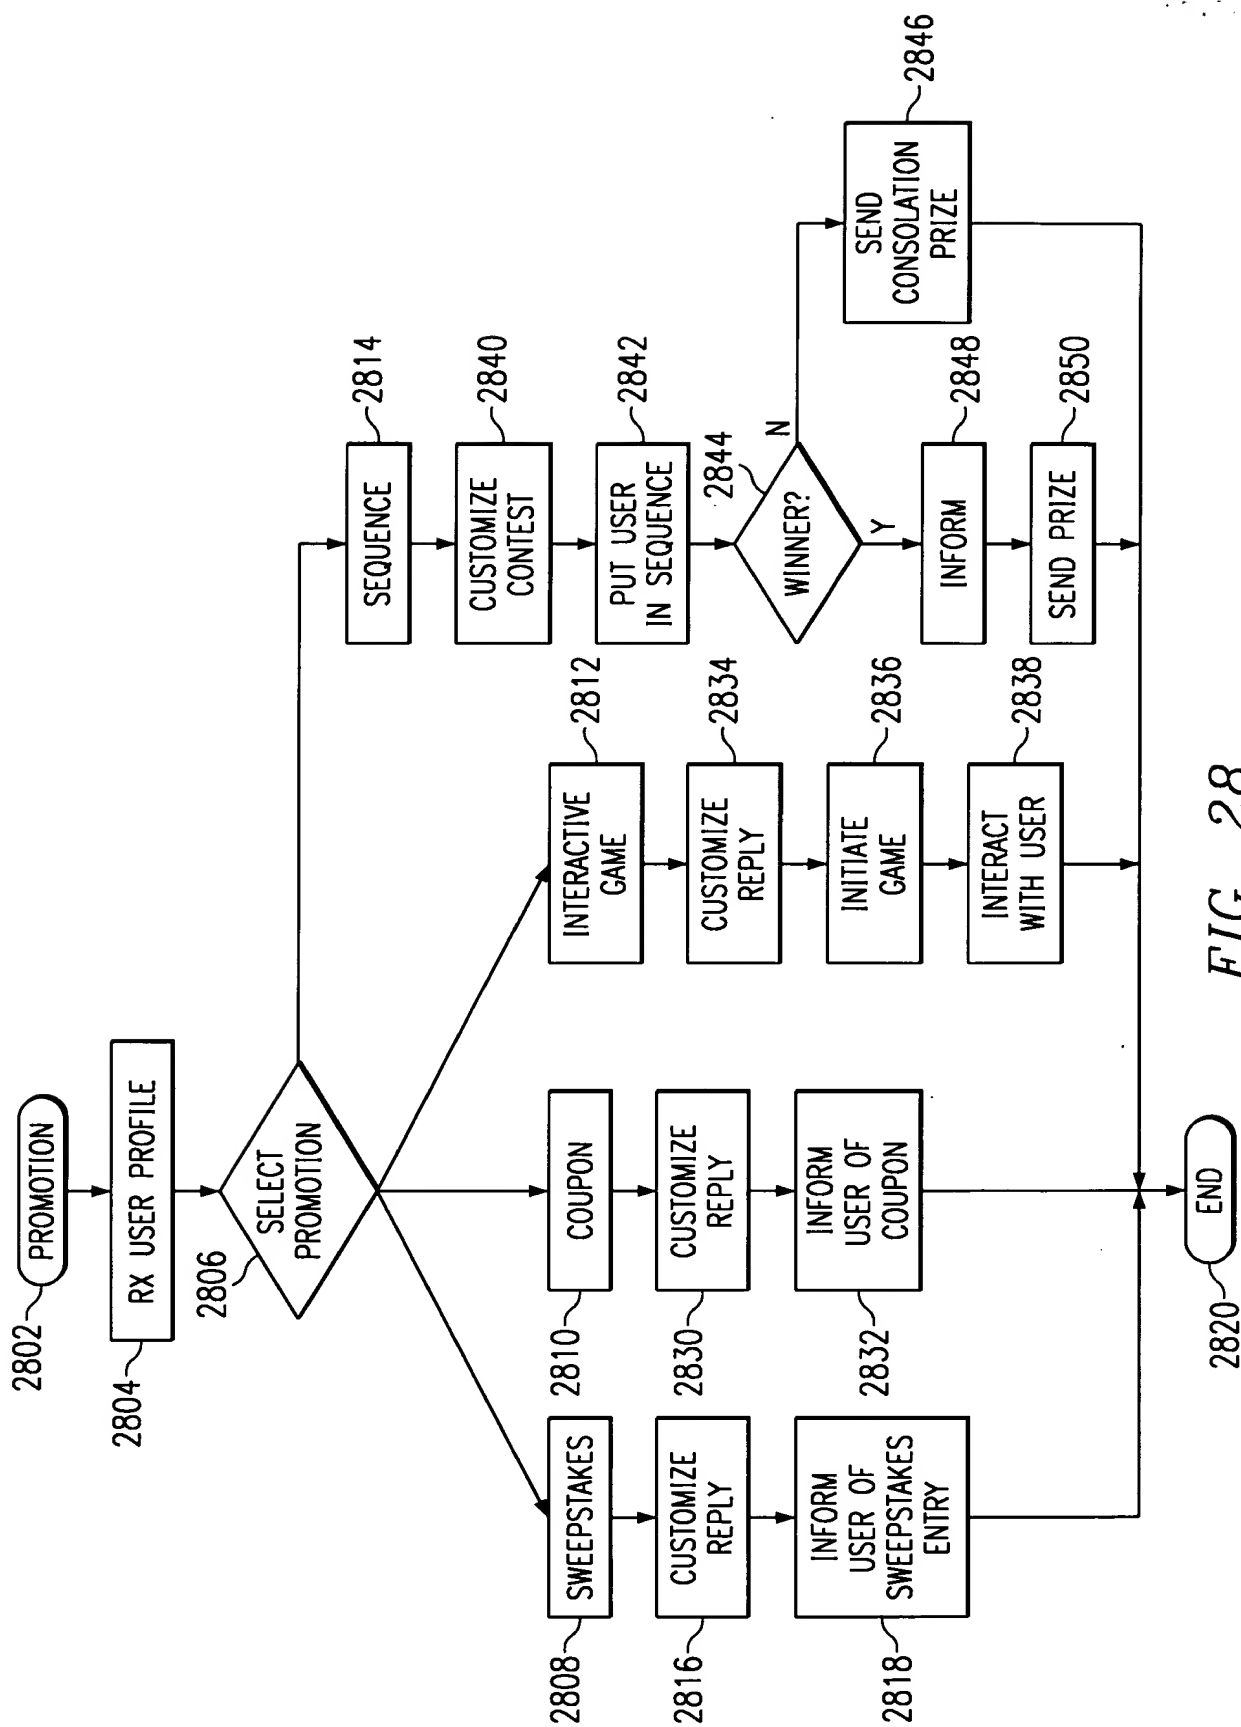 PROMOTION
2802
RX USER PROFILE
2804
SELECT
PROMOTION
2806
SWEEPSTAKES
2808
CUSTOMIZE
REPLY
2816
INFORM
USER OF
SWEEPSTAKES
ENTRY
2818
COUPON
2810
CUSTOMIZE
REPLY
2830
INFORM
USER OF
COUPON
2832
INTERACTIVE
GAME
2812
CUSTOMIZE
REPLY
2834
INITIATE
GAME
2836
INTERACT
WITH USER
2838
SEQUENCE
2814
CUSTOMIZE
CONTEST
2840
PUT USER
IN SEQUENCE
2842
WINNER?
2844
N
Y
SEND
CONSOLATION
PRIZE
2846
INFORM
2848
SEND PRIZE
2850
END
2820
FIG. 28